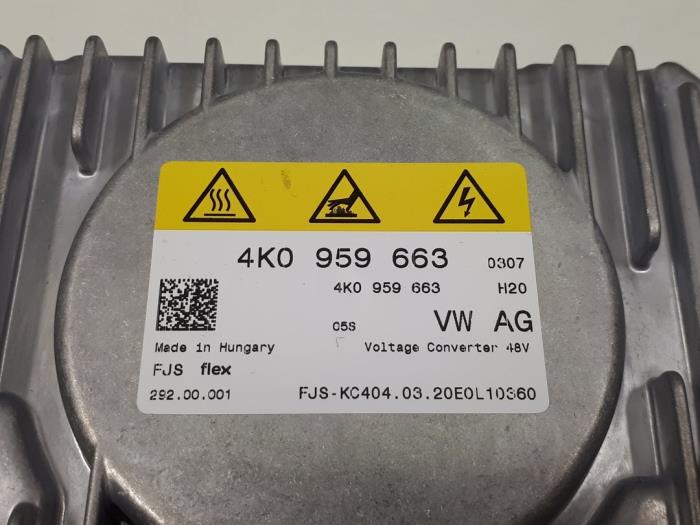 4K0 959 663 0307
4K0 959 663 H20
05S VW AG
Made in Hungary Voltage Converter 48V
FJS flex
292.00.001 FJS-KC404.03.20E0L10360